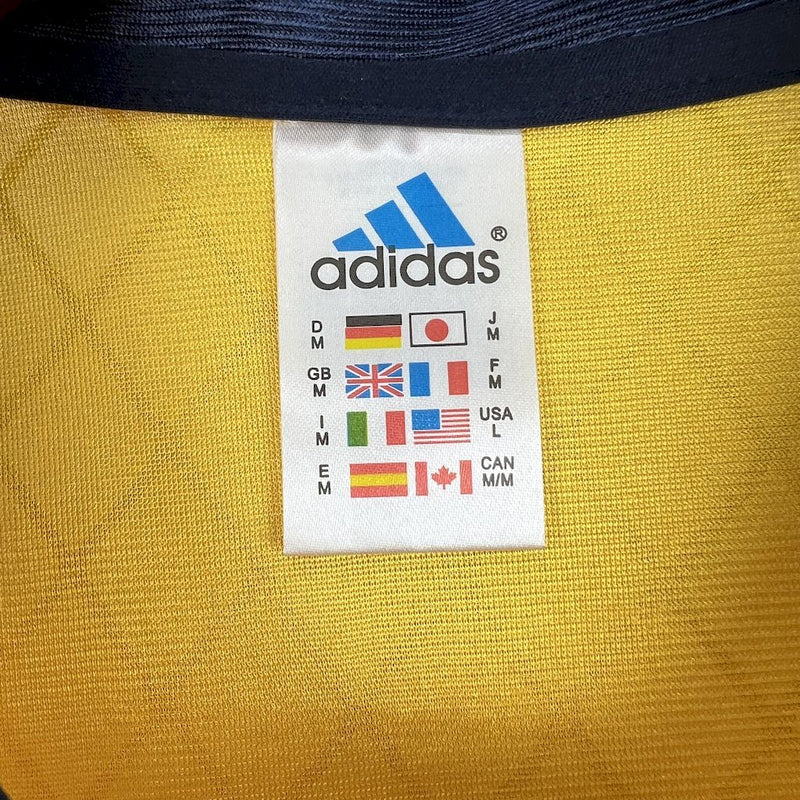 adidas®
D M J M
GB M F M
I M USA L
E M CAN M/M